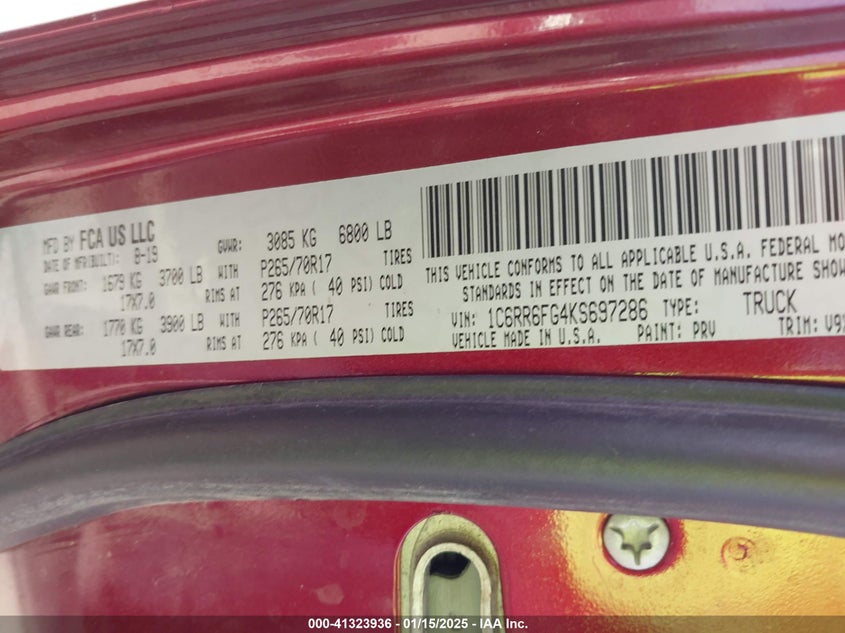 MFD BY FCA US LLC
DATE OF MFR(BUILT): 8-19
GVWR: 3085 KG 6800 LB
GAWR FRONT: 1679 KG 3700 LB WITH P265/70R17 TIRES
17X7.0 RIMS AT 276 KPA ( 40 PSI) COLD
GAWR REAR: 1770 KG 3900 LB WITH P265/70R17 TIRES
17X7.0 RIMS AT 276 KPA ( 40 PSI) COLD
THIS VEHICLE CONFORMS TO ALL APPLICABLE U.S.A. FEDERAL MO
STANDARDS IN EFFECT ON THE DATE OF MANUFACTURE SHOW
VIN: 1C6RR6FG4KS697286 TYPE: TRUCK
VEHICLE MADE IN U.S.A. PAINT: PRV TRIM: V9
000-41323936 - 01/15/2025 - IAA Inc.